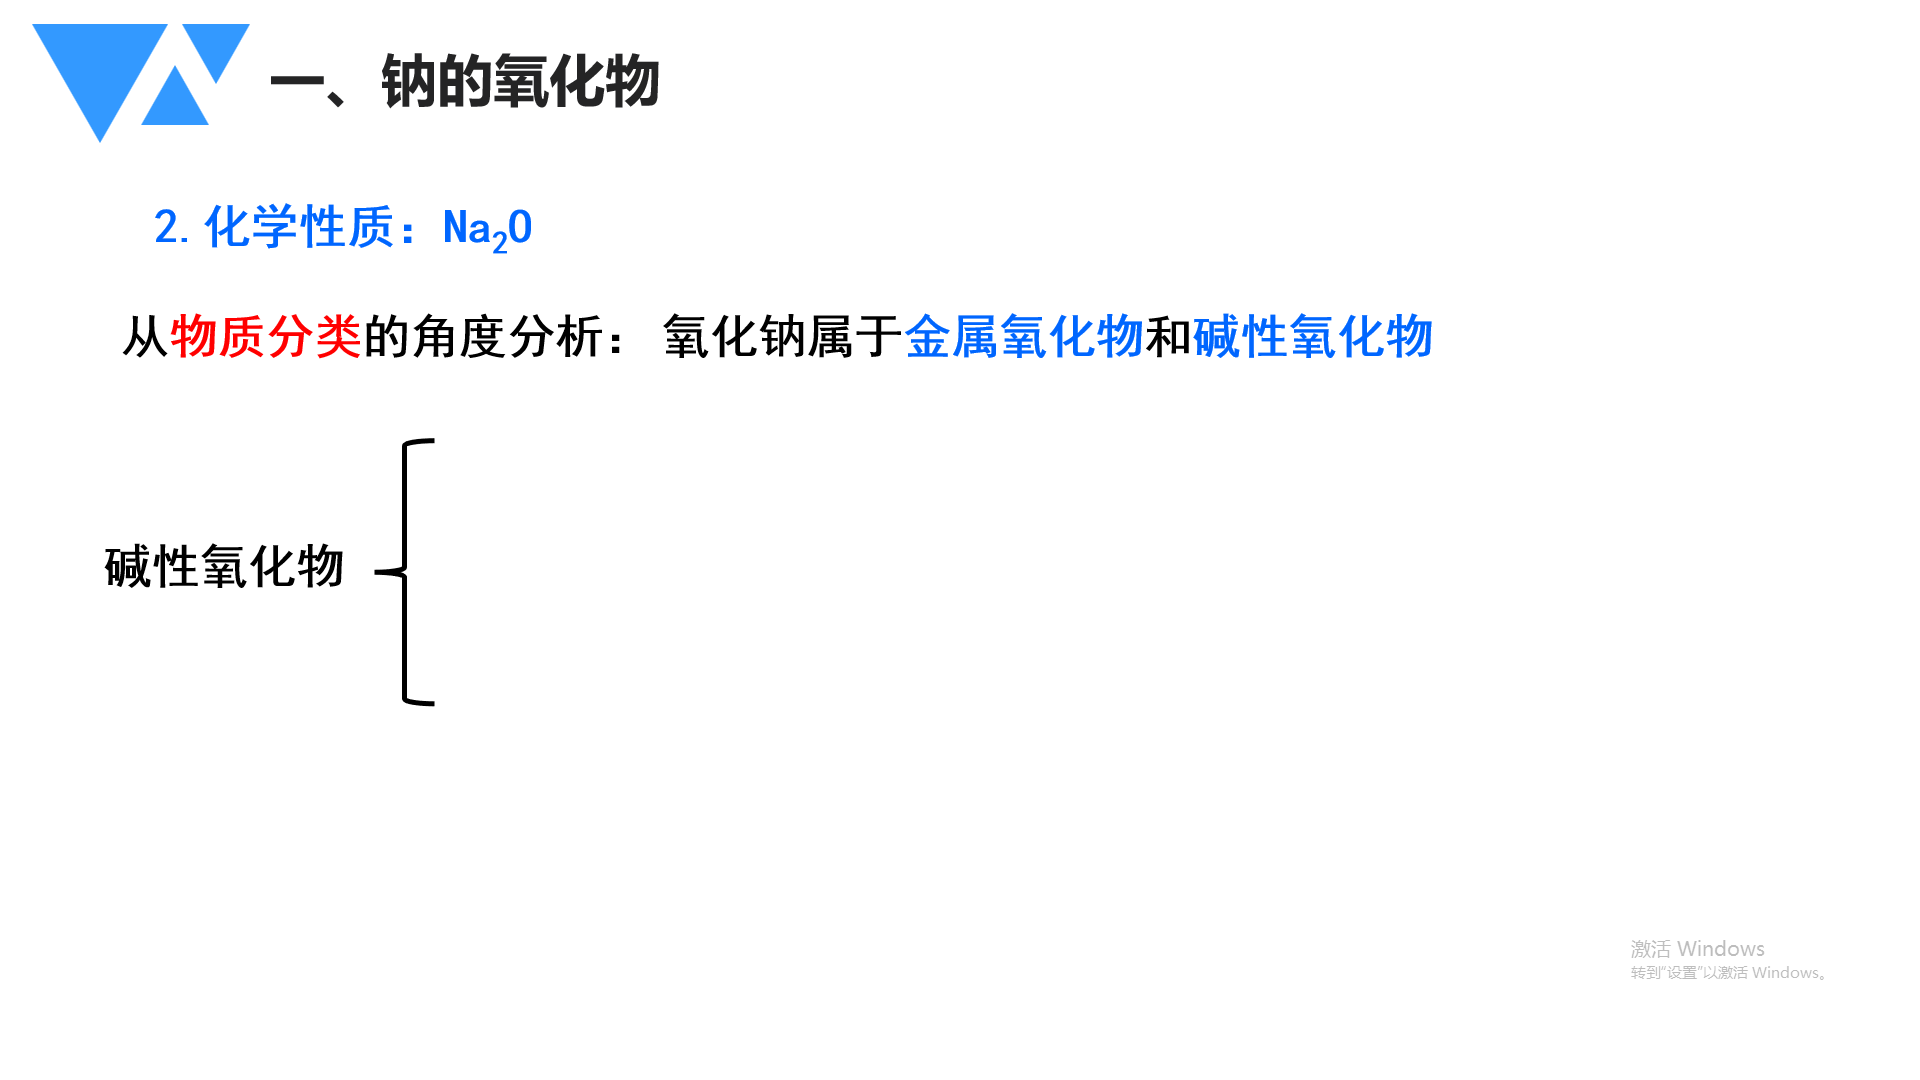 一、钠的氧化物
2.化学性质：Na₂O
从物质分类的角度分析： 氧化钠属于金属氧化物和碱性氧化物
碱性氧化物
激活 Windows
转到“设置”以激活 Windows。